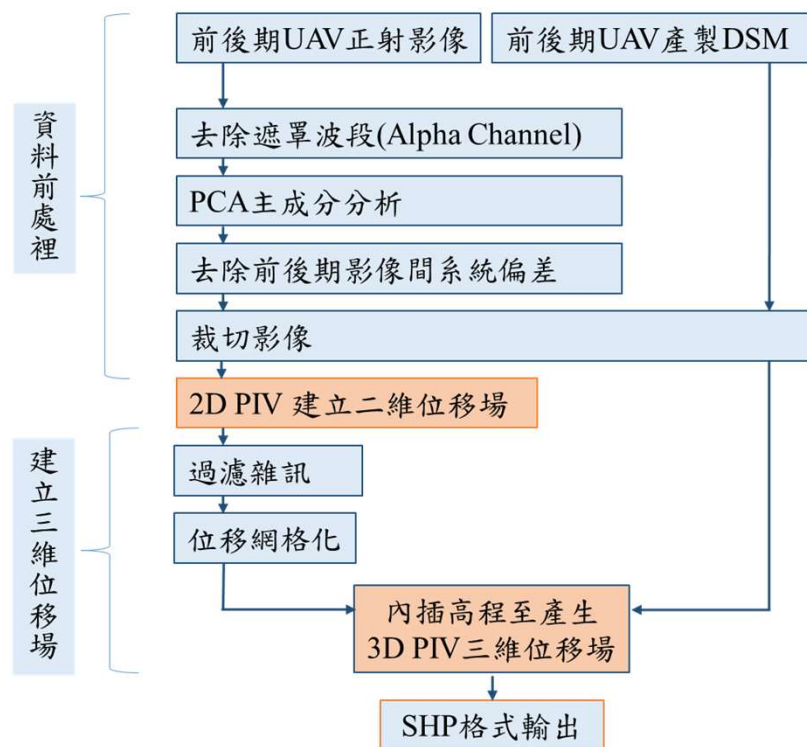 前後期UAV正射影像
前後期UAV產製DSM
資料前處裡
去除遮罩波段(Alpha Channel)
PCA主成分分析
去除前後期影像間系統偏差
裁切影像
2D PIV 建立二維位移場
建立三維位移場
過濾雜訊
位移網格化
內插高程至產生
3D PIV三維位移場
SHP格式輸出